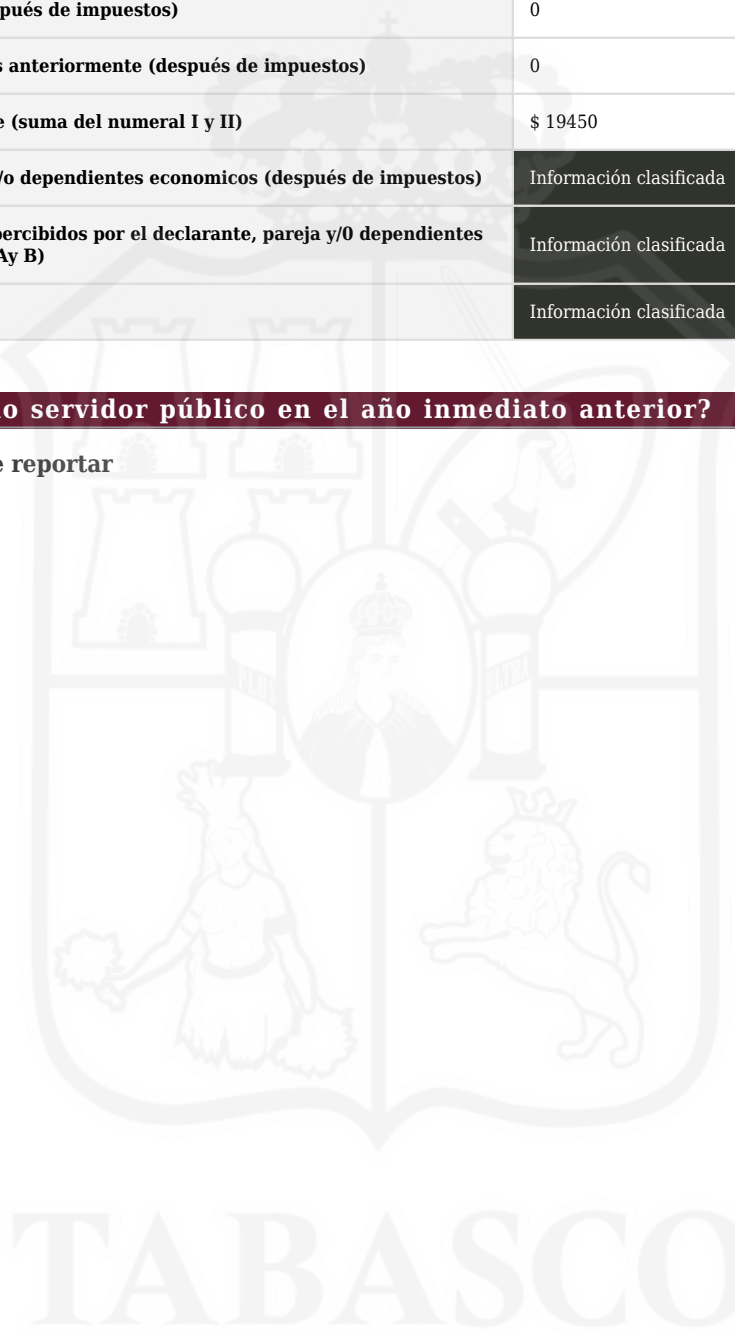 pués de impuestos) 0
s anteriormente (después de impuestos) 0
e (suma del numeral I y II) $ 19450
/o dependientes economicos (después de impuestos) Información clasificada
percibidos por el declarante, pareja y/0 dependientes Información clasificada
Ay B)
Información clasificada
o servidor público en el año inmediato anterior?
e reportar
PLUS ULTRA
TABASCO